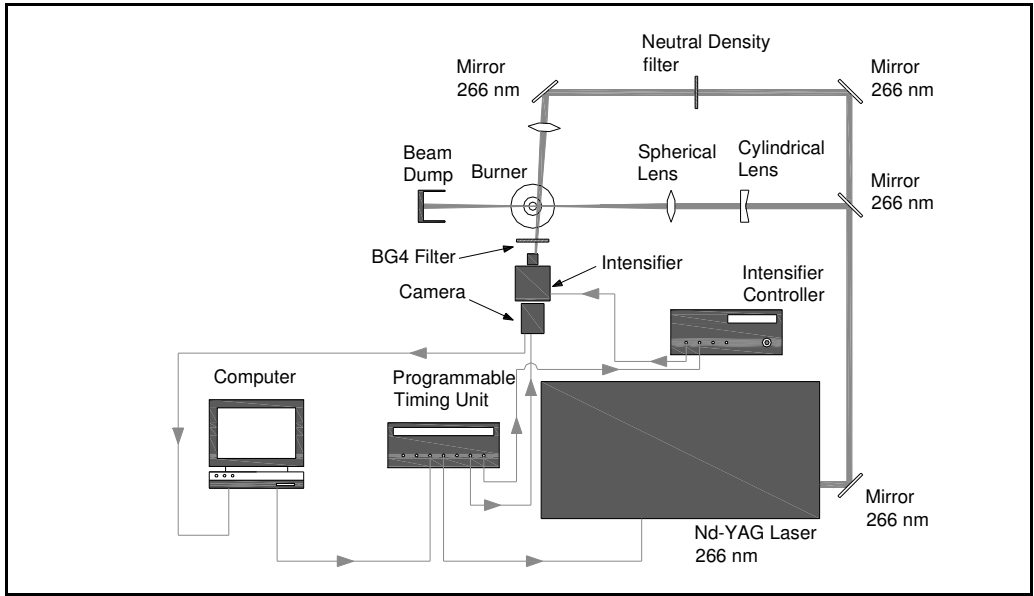 Neutral Density
filter
Mirror
266 nm
Mirror
266 nm
Beam
Dump
Burner
Spherical
Lens
Cylindrical
Lens
Mirror
266 nm
BG4 Filter
Intensifier
Camera
Intensifier
Controller
Computer
Programmable
Timing Unit
Mirror
266 nm
Nd-YAG Laser
266 nm